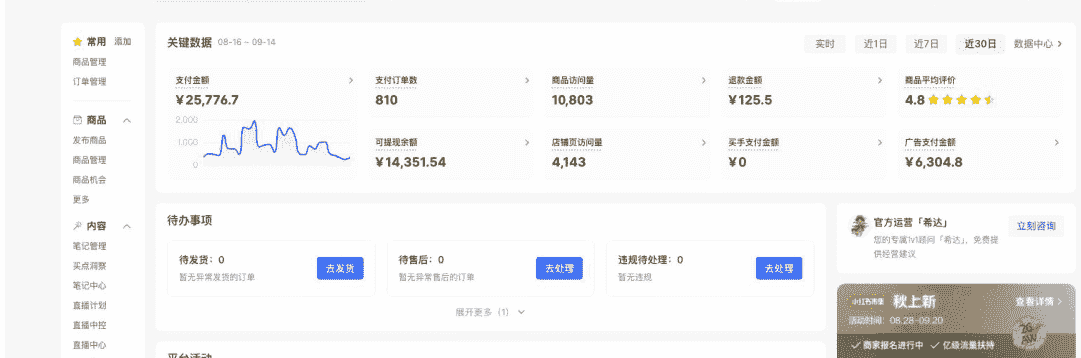 常用 添加
商品管理
订单管理
商品
发布商品
商品管理
商品机会
更多
内容
笔记管理
买点洞察
笔记中心
直播计划
直播中控
直播中心
关键数据 08-16 ~ 09-14
实时 近1日 近7日 近30日 数据中心
支付金额
¥25,776.7
2,000
1,000
0
支付订单数
810
商品访问量
10,803
退款金额
¥125.5
商品平均评价
4.8
可提现余额
¥14,351.54
店铺页访问量
4,143
买手支付金额
¥0
广告支付金额
¥6,304.8
待办事项
待发货：0
暂无异常发货的订单
去发货
待售后：0
暂无异常售后的订单
去处理
违规待处理：0
暂无违规
去处理
展开更多（1）
官方运营「希达」
您的专属1v1顾问「希达」，免费提
供经营建议
立刻咨询
小红书市集 秋上新
查看详情
活动时间：08.28-09.20
商家报名进行中 亿级流量扶持
平台活动